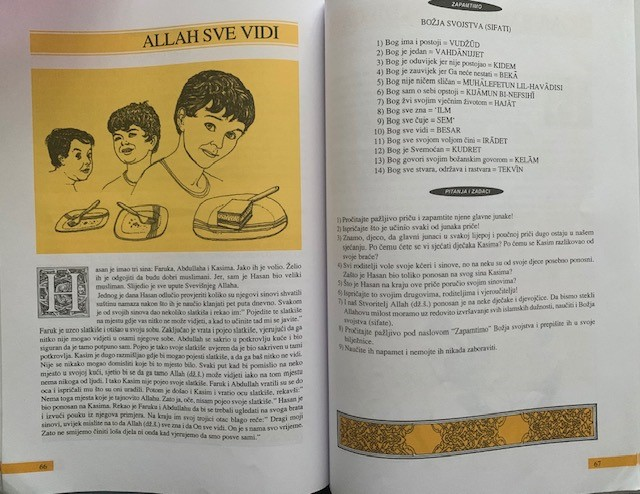 ALLAH SVE VIDI
Hasan je imao tri sina: Faruka, Abdullaha i Kasima. Jako ih je volio. Želio
ih je odgojiti da budu dobri muslimani. Jer, sam je Hasan bio veliki
musliman. Slijedio je sve upute Svevišnjeg Allaha.
Jednog je dana Hasan odlučio provjeriti koliko su njegovi sinovi shvatili
suštinu namaza nakon što ih je naučio klanjati pet puta dnevno. Svakom
je od svojih sinova dao nekoliko slatkiša i rekao im:" Pojedite te slatkiše
na mjestu gdje vas nitko ne može vidjeti, a kad to učinite tad mi se javite."
Faruk je uzeo slatkiše i otišao u svoju sobu. Zaključao je vrata i pojeo slatkiše, vjerujući da ga
nitko nije mogao vidjeti u osami njegove sobe. Abdullah se sakrio u potkrovlje kuće i bio
siguran da je tamo potpuno sam. Pojeo je tako svoje slatkiše uvjeren da je bio sakriven u tami
potkrovlja. Kasim je dugo razmišljao gdje bi mogao pojesti slatkiše, a da ga baš nitko ne vidi.
Nije se nikako mogao domisliti koje bi to mjesto bilo. Svaki put kad bi pomislio na neko
mjesto u svojoj kući, sjetio bi se da ga tamo Allah (dž.š.) može vidjeti iako na tom mjestu
nema nikoga od ljudi. I tako Kasim nije pojeo svoje slatkiše. Faruk i Abdullah vratili su se do
oca i ispričali mu što su oni uradili. Potom je došao i Kasim i vratio ocu slatkiše, rekavši:"
Nema toga mjesta koje je tajnovito Allahu. Zato ja, oče, nisam pojeo svoje slatkiše." Hasan je
bio ponosan na Kasima. Rekao je Faruku i Abdullahu da bi se trebali ugledati na svoga brata
i izvući pouku iz njegova primjera. Na kraju im svoj trojici otac blago reče:" Dragi moji
sinovi, uvijek mislite na to da Allah (dž.š.) sve zna i da On sve vidi. On je s nama svo vrijeme.
Zato ne smijemo činiti loša djela ni onda kad vjerujemo da smo posve sami."
66
ZAPAMTIMO
BOŽJA SVOJSTVA (SIFATI)
1) Bog ima i postoji = VUDŽŪD
2) Bog je jedan = VAHDĀNIJJET
3) Bog je oduvijek jer nije postojao = KIDEM
4) Bog je zauvijek jer Ga neće nestati = BEKĀ
5) Bog nije ničem sličan = MUHĀLEFETUN LIL-HAVĀDISI
6) Bog sam o sebi opstoji = KIJĀMUN BI-NEFSIHĪ
7) Bog živi svojim vječnim životom = HAJĀT
8) Bog sve zna = 'ILM
9) Bog sve čuje = SEM'
10) Bog sve vidi = BESAR
11) Bog sve svojom voljom čini = IRĀDET
12) Bog je Svemoćan = KUDRET
13) Bog govori svojim božanskim govorom = KELĀM
14) Bog sve stvara, održava i rastvara = TEKVĪN
PITANJA I ZADACI
1) Pročitajte pažljivo priču i zapamtite njene glavne junake!
2) Ispričajte što je učinio svaki od junaka priče!
3) Znamo, djeco, da glavni junaci u svakoj lijepoj i poučnoj priči dugo ostaju u našem
sjećanju. Po čemu ćete se vi sjećati dječaka Kasima? Po čemu se Kasim razlikovao od
svoje braće?
4) Svi roditelji vole svoje kćeri i sinove, no na neku su od svoje djece posebno ponosni.
Zašto je Hasan bio toliko ponosan na svog sina Kasima?
5) Što je Hasan na kraju ove priče poručio svojim sinovima?
6) Ispričajte to svojim drugovima, roditeljima i vjeroučitelju!
7) I naš Stvoritelj Allah (dž.š.) ponosan je na neke dječake i djevojčice. Da bismo stekli
Allahovu milost moramo uz redovito izvršavanje svih islamskih dužnosti, naučiti i Božja
svojstva (sifate).
8) Pročitajte pažljivo pod naslovom "Zapamtimo" Božja svojstva i prepišite ih u svoje
bilježnice.
9) Naučite ih napamet i nemojte ih nikada zaboraviti.
67